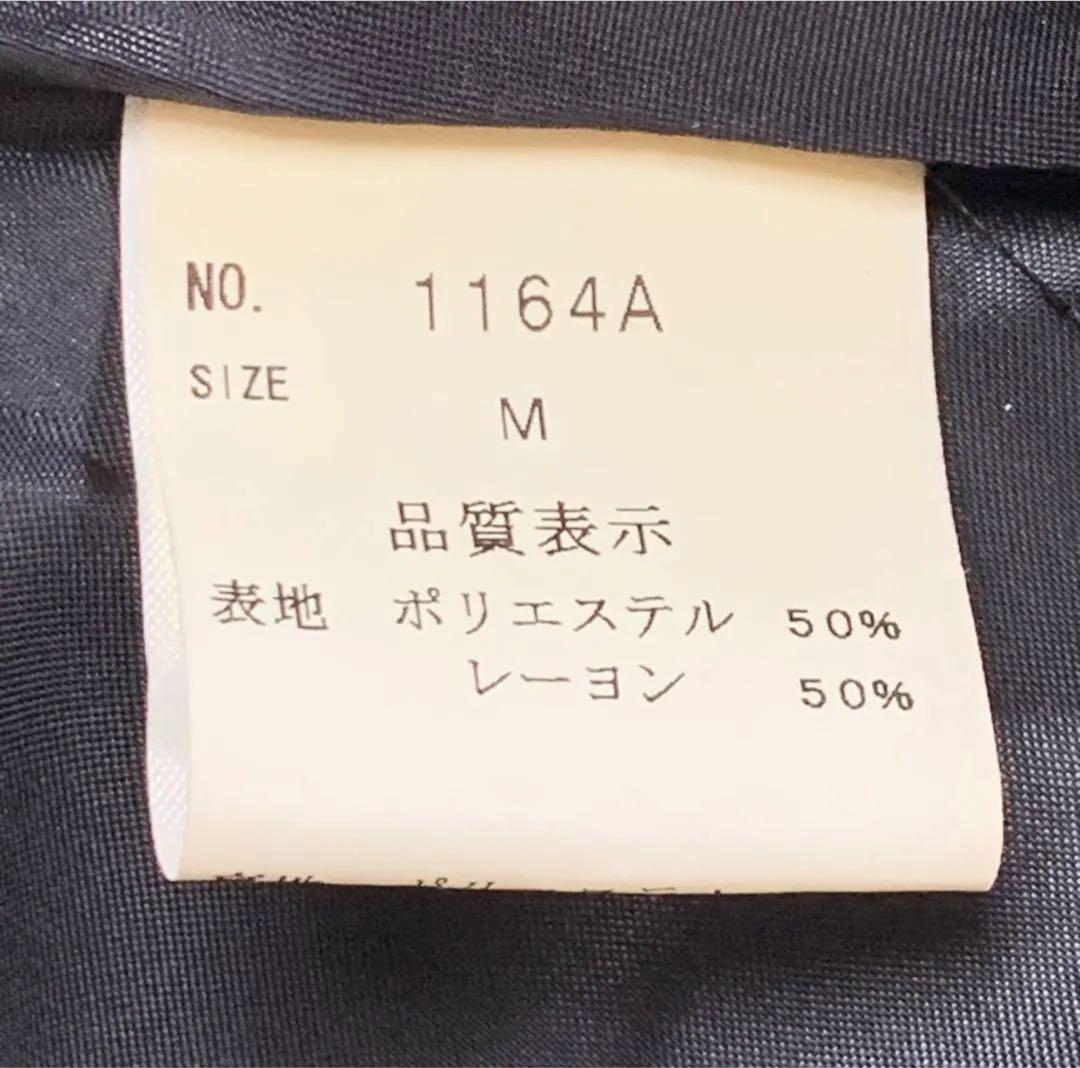 NO. 1164A
SIZE
M
品質表示
表地 ポリエステル 50%
レーヨン 50%